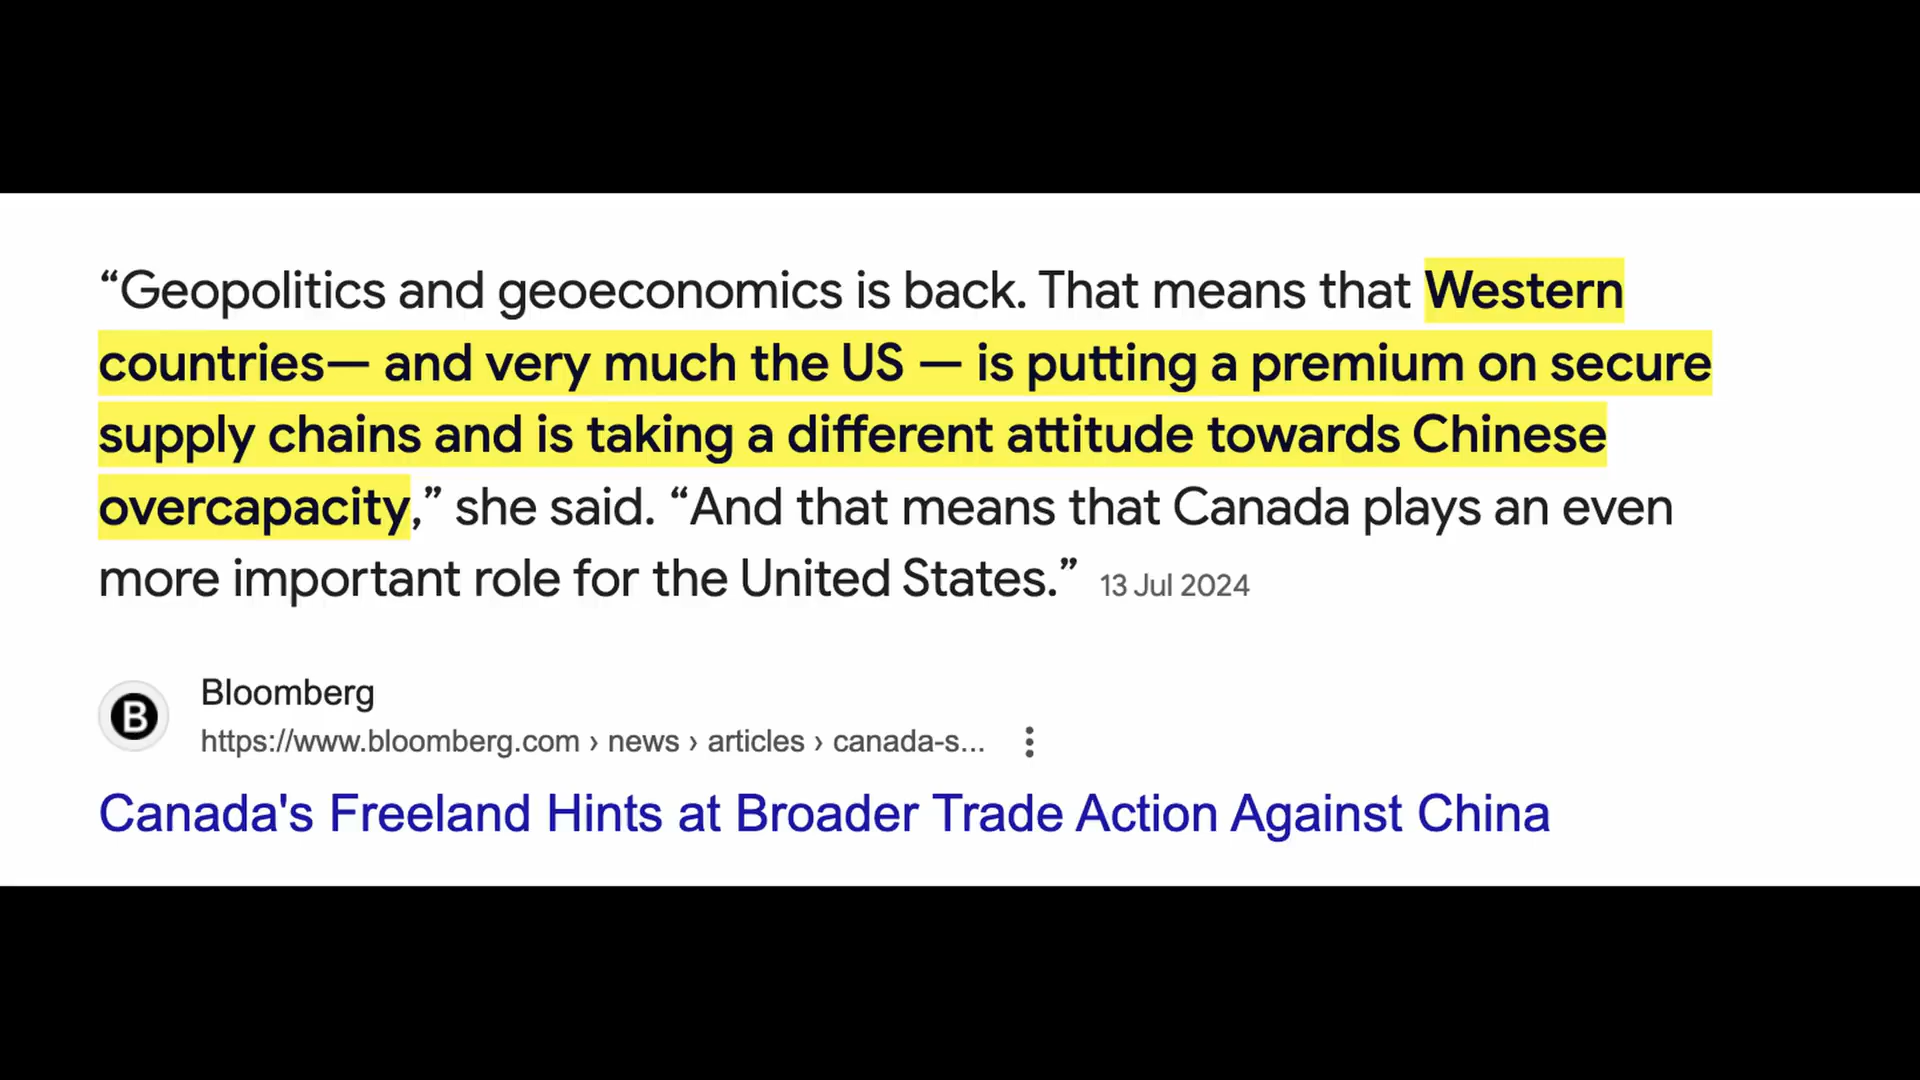 “Geopolitics and geoeconomics is back. That means that Western
countries— and very much the US — is putting a premium on secure
supply chains and is taking a different attitude towards Chinese
overcapacity,” she said. “And that means that Canada plays an even
more important role for the United States.” 13 Jul 2024
B
Bloomberg
https://www.bloomberg.com › news › articles › canada-s...
Canada's Freeland Hints at Broader Trade Action Against China